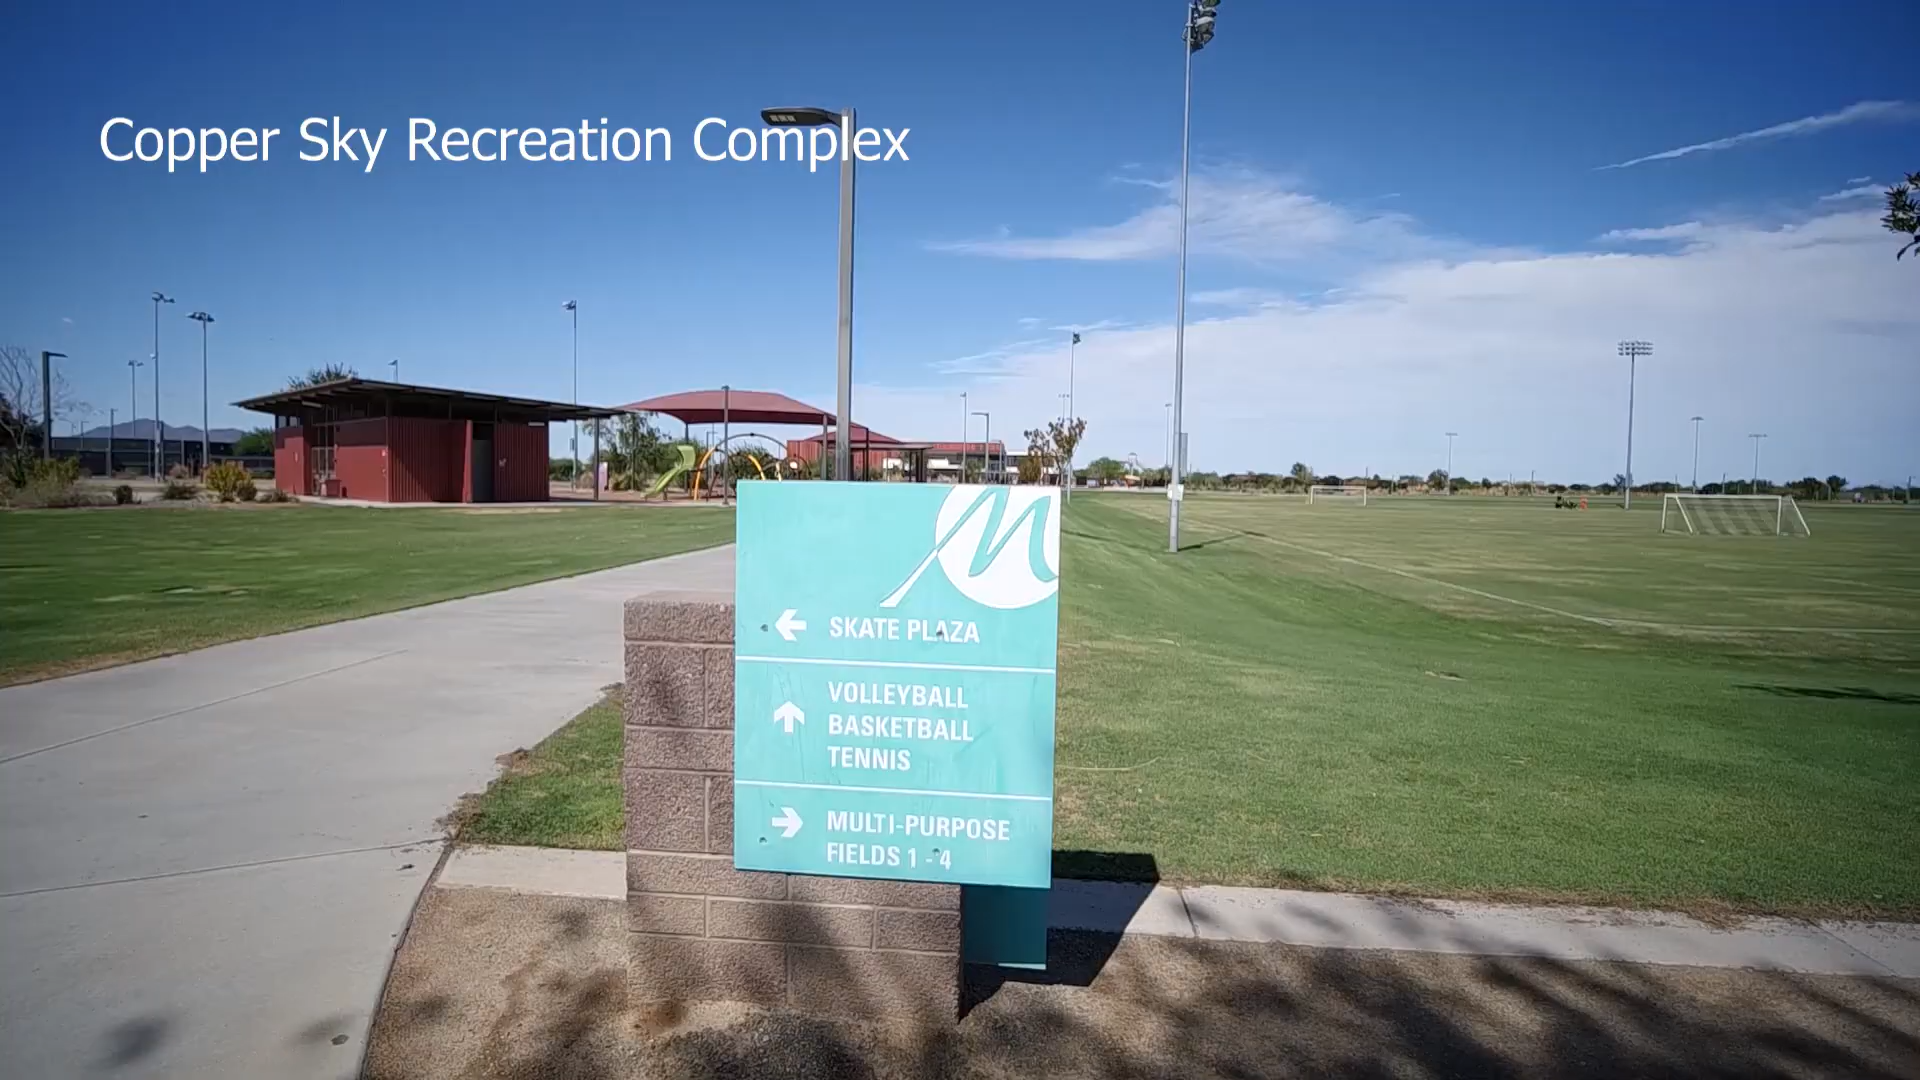 Copper Sky Recreation Complex
M
SKATE PLAZA
VOLLEYBALL
BASKETBALL
TENNIS
MULTI-PURPOSE
FIELDS 1 - 4